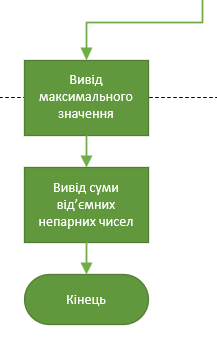 Вивід
максимального
значення
Вивід суми
від’ємних
непарних чисел
Кінець